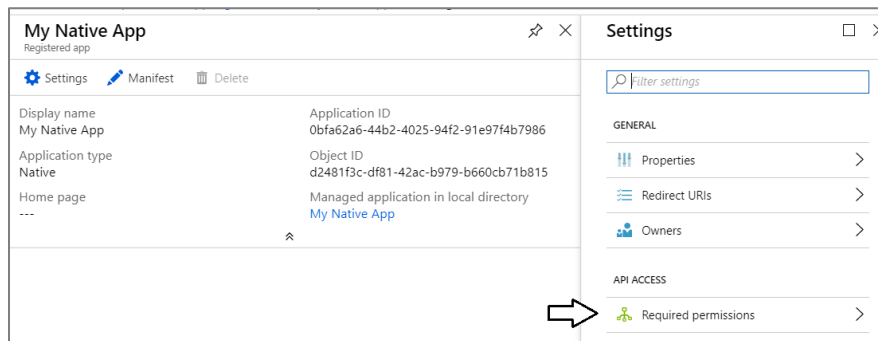 My Native App
Registered app
Settings Manifest Delete
Display name
My Native App
Application ID
0bfa62a6-44b2-4025-94f2-91e97f4b7986
Application type
Native
Object ID
d2481f3c-df81-42ac-b979-b660cb71b815
Home page
---
Managed application in local directory
My Native App
Settings
Filter settings
GENERAL
Properties
Redirect URIs
Owners
API ACCESS
Required permissions